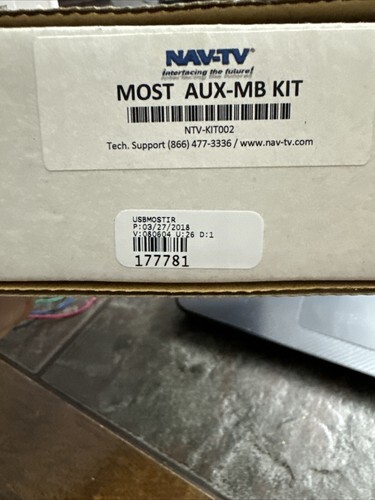 NAV-TV®
Interfacing the future!
MOST AUX-MB KIT
NTV-KIT002
Tech. Support (866) 477-3336 / www.nav-tv.com
USBMOSTIR
P:03/27/2018
V:080604 U:26 D:1
177781